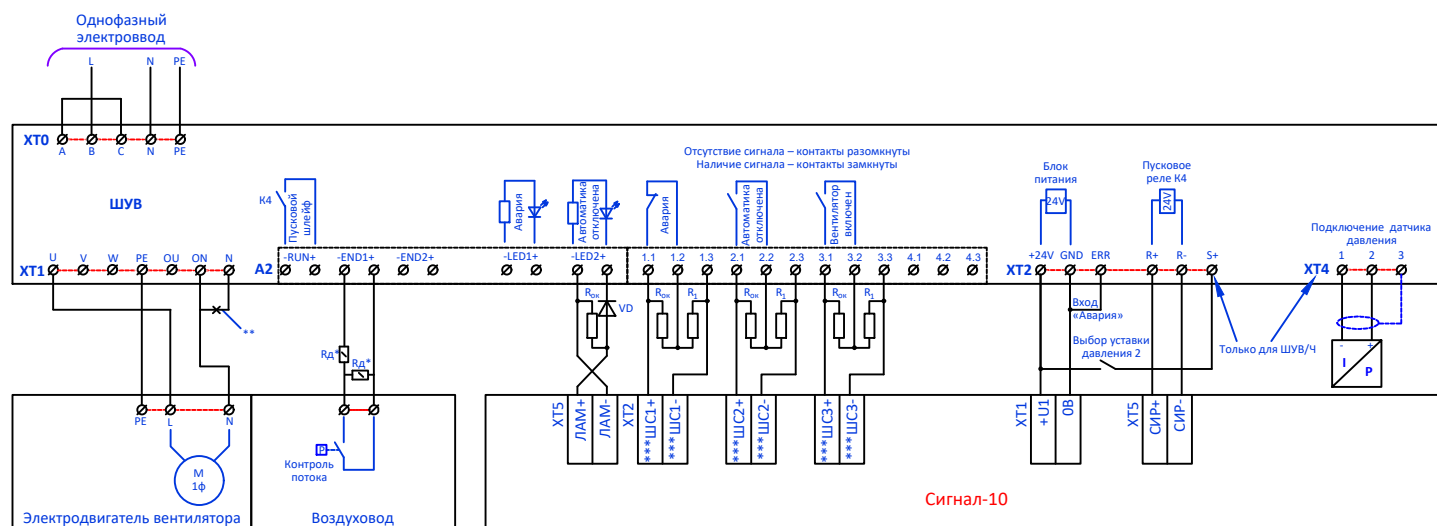 Однофазный
электроввод
L N PE
XT0
A B C N PE
ШУВ
К4
Пусковой
шлейф
Авария
Автоматика
отключена
Отсутствие сигнала – контакты разомкнуты
Наличие сигнала – контакты замкнуты
Авария
Автоматика
отключена
Вентилятор
включен
Блок
питания
24V
Пусковое
реле К4
24V
Подключение датчика
давления
XT1
U V W PE OU ON N
A2
-RUN+ -END1+ -END2+ -LED1+ -LED2+ 1.1 1.2 1.3 2.1 2.2 2.3 3.1 3.2 3.3 4.1 4.2 4.3
XT2
+24V GND ERR R+ R- S+
XT4
1 2 3
**
Rд*
Rд*
Rок
VD
Rок R1
Rок R1
Rок R1
Вход
«Авария»
Выбор уставки
давления 2
Только для ШУВ/Ч
- +
I P
PE L N
М
1ф
Электродвигатель вентилятора
P
Контроль
потока
Воздуховод
XT5
ЛАМ+
ЛАМ-
XT2
***ШС1+
***ШС1-
***ШС2+
***ШС2-
***ШС3+
***ШС3-
XT1
+U1
0В
XT5
СИР+
СИР-
Сигнал-10